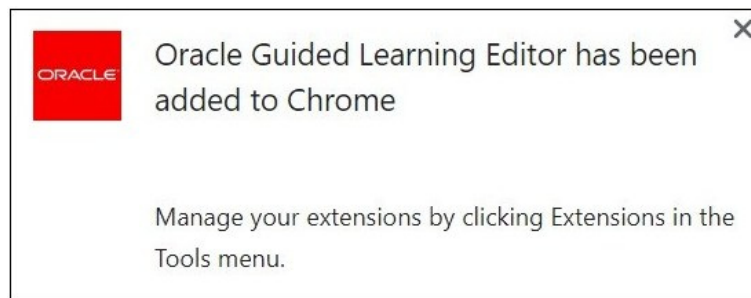 ORACLE
Oracle Guided Learning Editor has been
added to Chrome
Manage your extensions by clicking Extensions in the
Tools menu.